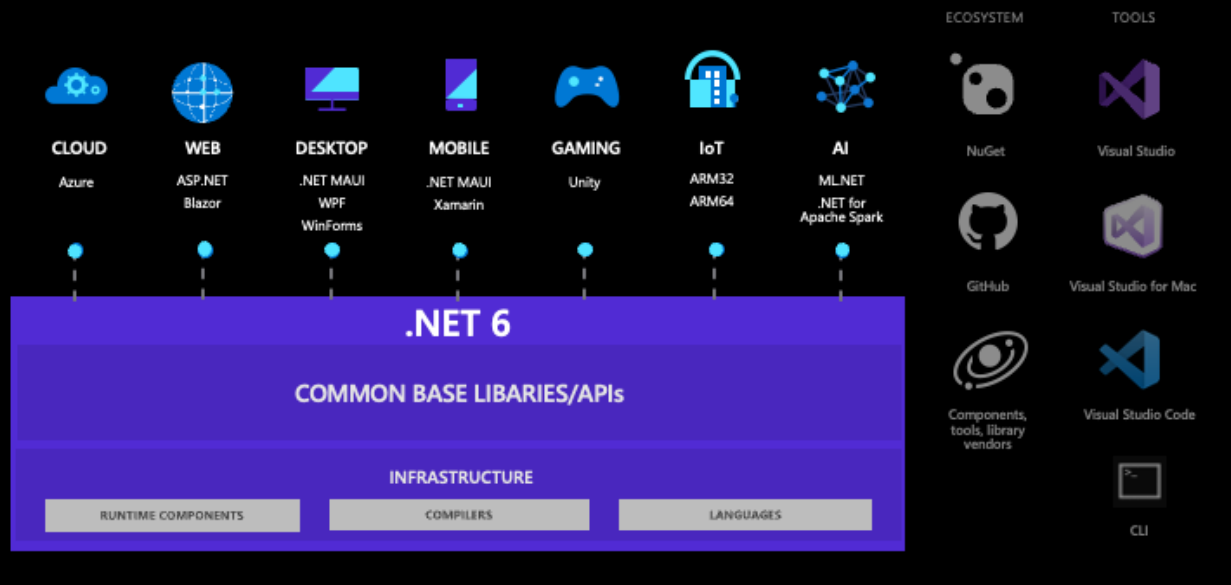 ECOSYSTEM
TOOLS
CLOUD
Azure
WEB
ASP.NET
Blazor
DESKTOP
.NET MAUI
WPF
WinForms
MOBILE
.NET MAUI
Xamarin
GAMING
Unity
IoT
ARM32
ARM64
AI
ML.NET
.NET for
Apache Spark
NuGet
Visual Studio
GitHub
Visual Studio for Mac
Components,
tools, library
vendors
Visual Studio Code
>_
CLI
.NET 6
COMMON BASE LIBARIES/APIs
INFRASTRUCTURE
RUNTIME COMPONENTS
COMPILERS
LANGUAGES